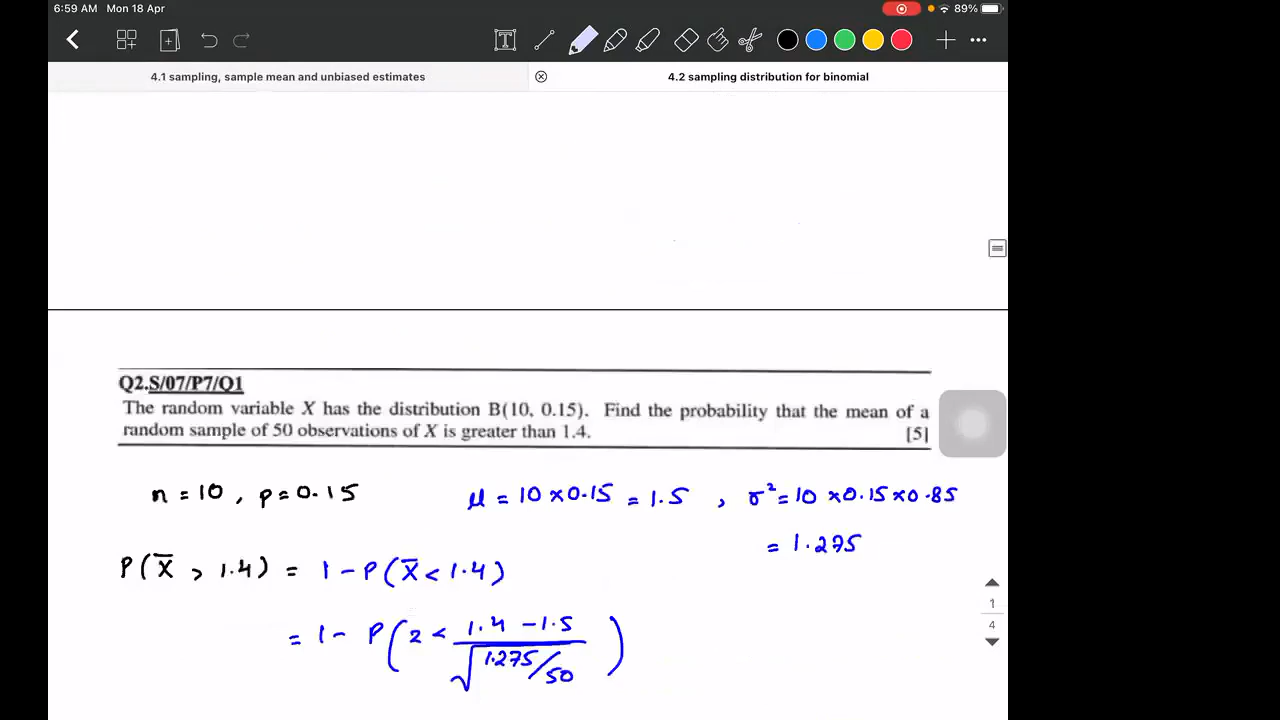 6:59 AM Mon 18 Apr 89%
4.1 sampling, sample mean and unbiased estimates 4.2 sampling distribution for binomial
Q2.S/07/P7/Q1
The random variable X has the distribution B(10, 0.15). Find the probability that the mean of a
random sample of 50 observations of X is greater than 1.4. [5]
n = 10 , p = 0.15 μ = 10 × 0.15 = 1.5 , σ² = 10 × 0.15 × 0.85
= 1.275
P(X̅ > 1.4) = 1 - P(X̅ < 1.4)
1
4
= 1 - P(z < (1.4 - 1.5)/√(1.275/50))